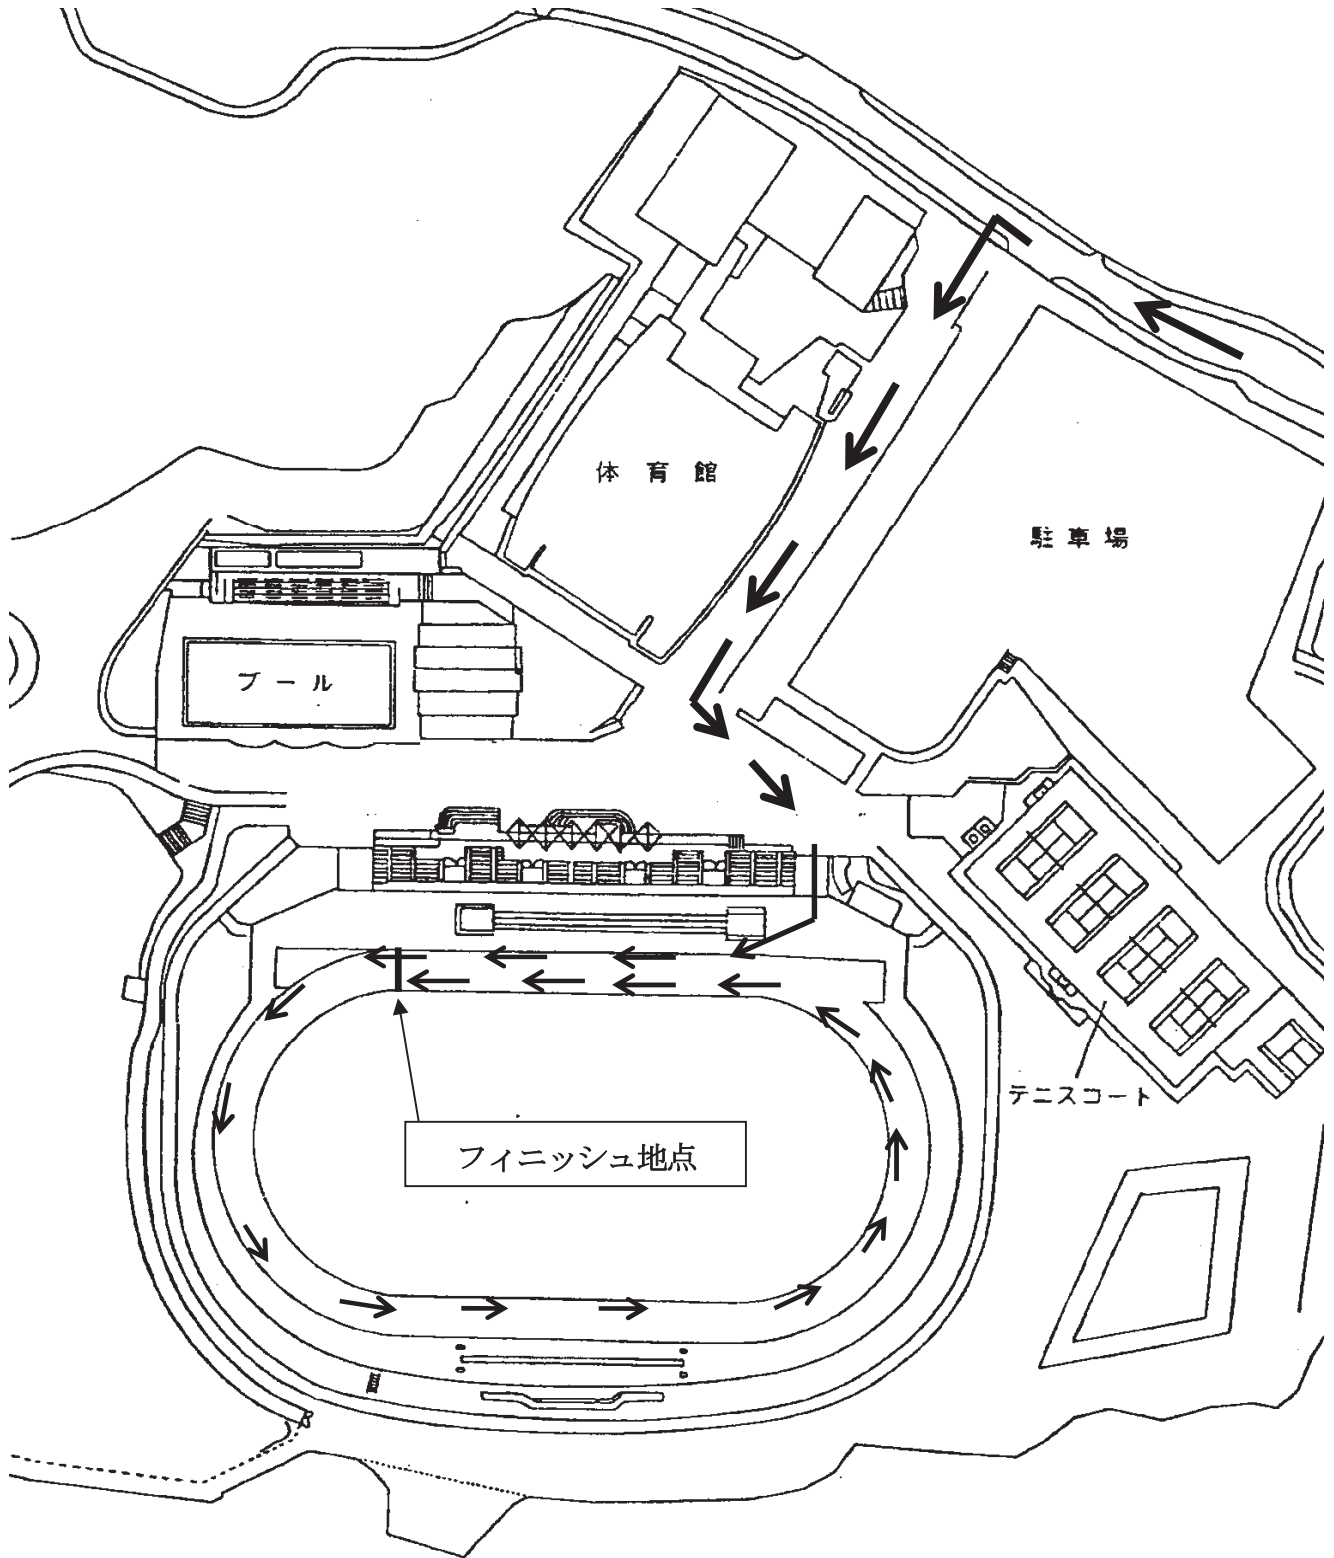 体育館
駐車場
プール
テニスコート
フィニッシュ地点